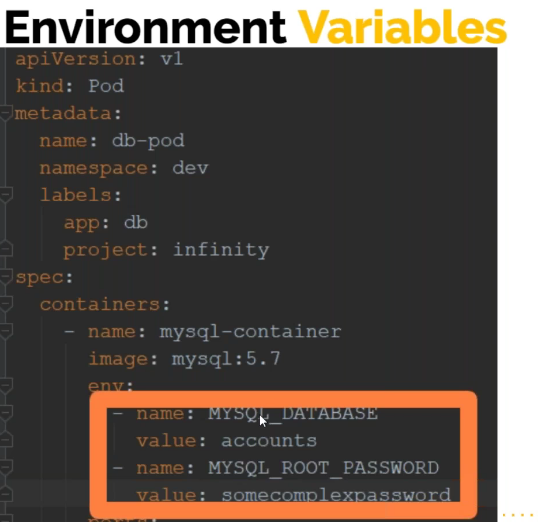 Environment Variables
apiVersion: v1
kind: Pod
metadata:
  name: db-pod
  namespace: dev
  labels:
    app: db
    project: infinity
spec:
  containers:
    - name: mysql-container
      image: mysql:5.7
      env:
        - name: MYSQL_DATABASE
          value: accounts
        - name: MYSQL_ROOT_PASSWORD
          value: somecomplexpassword
      ports: